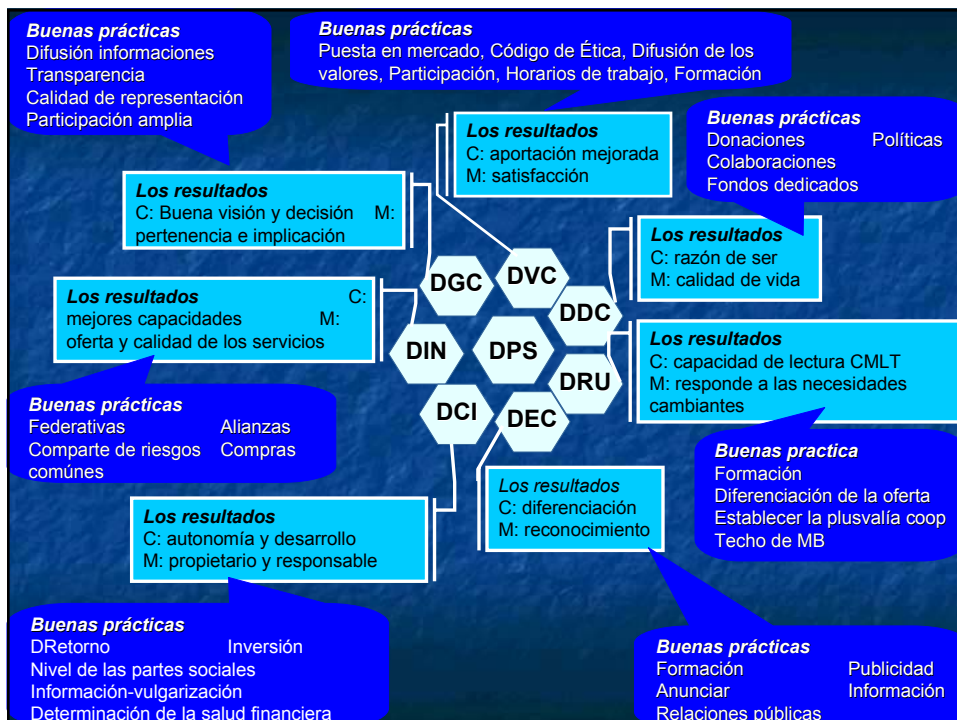 Buenas prácticas
Difusión informaciones
Transparencia
Calidad de representación
Participación amplia
Buenas prácticas
Puesta en mercado, Código de Ética, Difusión de los
valores, Participación, Horarios de trabajo, Formación
Los resultados
C: aportación mejorada
M: satisfacción
Buenas prácticas
Donaciones Políticas
Colaboraciones
Fondos dedicados
Los resultados
C: Buena visión y decisión M:
pertenencia e implicación
Los resultados
C: razón de ser
M: calidad de vida
DGC
DVC
DDC
DIN
DPS
DRU
DCI
DEC
Los resultados C:
mejores capacidades M:
oferta y calidad de los servicios
Los resultados
C: capacidad de lectura CMLT
M: responde a las necesidades
cambiantes
Buenas prácticas
Federativas Alianzas
Comparte de riesgos Compras
comúnes
Buenas practica
Formación
Diferenciación de la oferta
Establecer la plusvalía coop
Techo de MB
Los resultados
C: autonomía y desarrollo
M: propietario y responsable
Los resultados
C: diferenciación
M: reconocimiento
Buenas prácticas
DRetorno Inversión
Nivel de las partes sociales
Información-vulgarización
Determinación de la salud financiera
Buenas prácticas
Formación Publicidad
Anunciar Información
Relaciones públicas